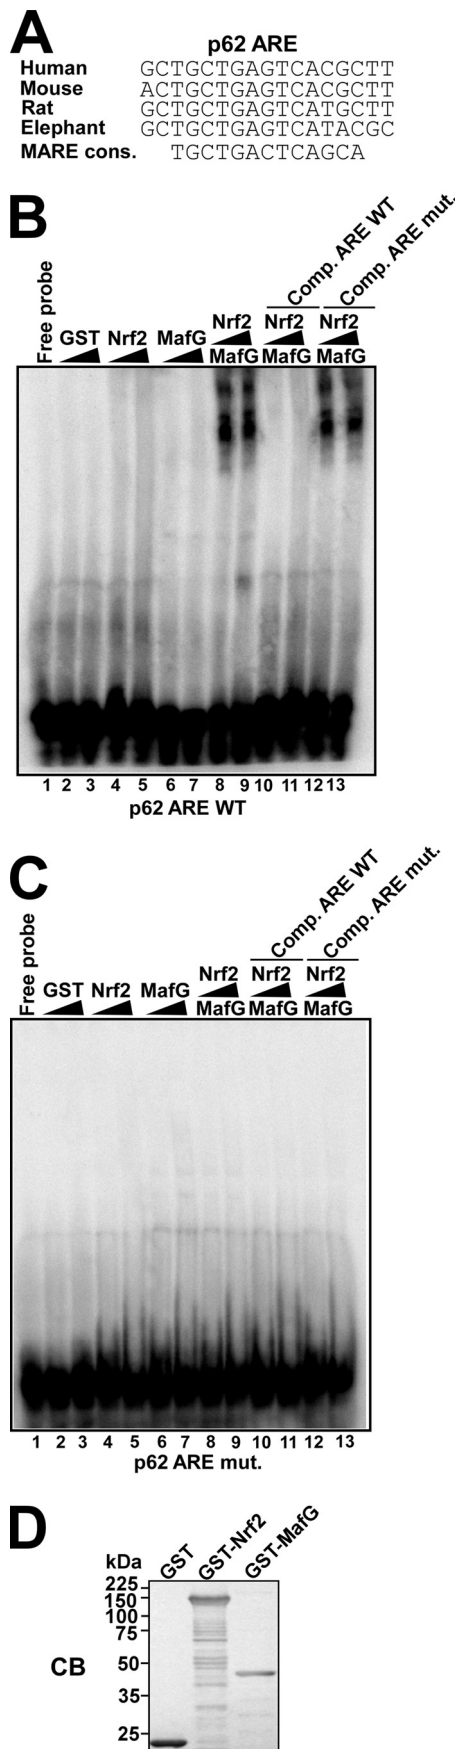 A
p62 ARE
Human GCTGCTGAGTCACGCTT
Mouse ACTGCTGAGTCACGCTT
Rat GCTGCTGAGTCATGCTT
Elephant GCTGCTGAGTCATACGC
MARE cons. TGCTGACTCAGCA
B
Comp. ARE WT
Comp. ARE mut.
Free probe
Nrf2 Nrf2 Nrf2
GST Nrf2 MafG
MafG MafG MafG
1 2 3 4 5 6 7 8 9 10 11 12 13
p62 ARE WT
C
Comp. ARE WT
Comp. ARE mut.
Free probe
Nrf2 Nrf2 Nrf2
GST Nrf2 MafG
MafG MafG MafG
1 2 3 4 5 6 7 8 9 10 11 12 13
p62 ARE mut.
D
GST
GST-Nrf2
GST-MafG
kDa
225
150
100
75
50
CB
35
25